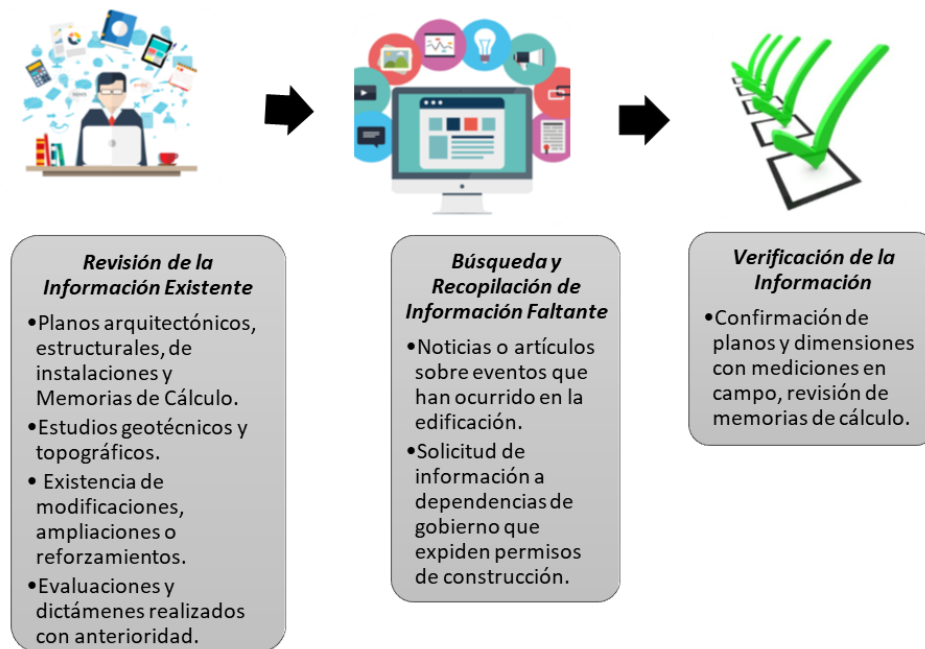 Revisión de la
Información Existente
•Planos arquitectónicos,
estructurales, de
instalaciones y
Memorias de Cálculo.
•Estudios geotécnicos y
topográficos.
• Existencia de
modificaciones,
ampliaciones o
reforzamientos.
•Evaluaciones y
dictámenes realizados
con anterioridad.
Búsqueda y
Recopilación de
Información Faltante
•Noticias o artículos
sobre eventos que
han ocurrido en la
edificación.
•Solicitud de
información a
dependencias de
gobierno que
expiden permisos
de construcción.
Verificación de la
Información
•Confirmación de
planos y dimensiones
con mediciones en
campo, revisión de
memorias de cálculo.